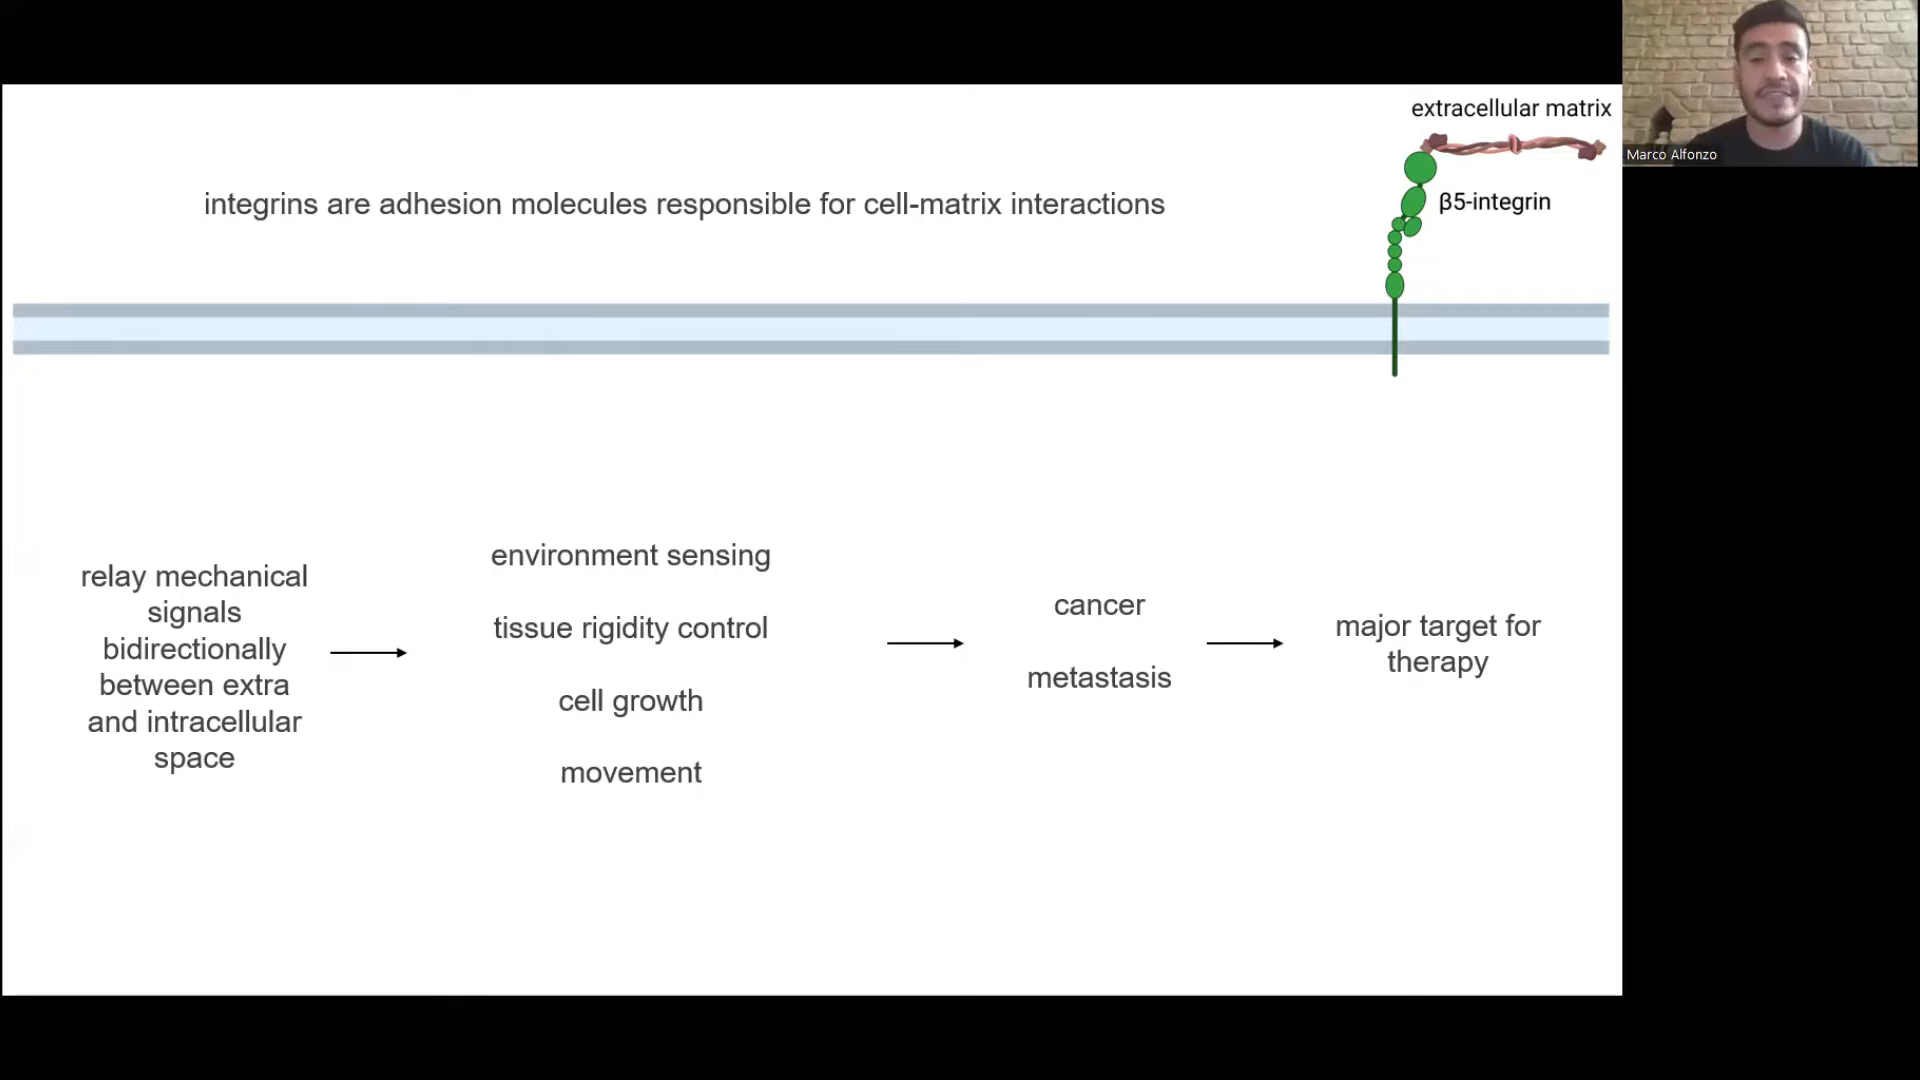 extracellular matrix
Marco Alfonzo
integrins are adhesion molecules responsible for cell-matrix interactions
β5-integrin
relay mechanical
signals
bidirectionally
between extra
and intracellular
space
environment sensing
tissue rigidity control
cell growth
movement
cancer
metastasis
major target for
therapy